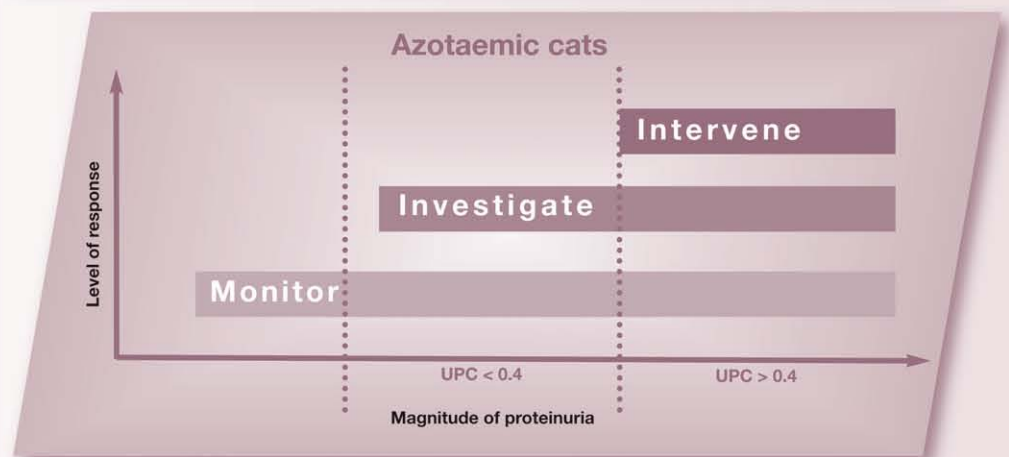 Azotaemic cats
Level of response
Intervene
Investigate
Monitor
UPC < 0.4
UPC > 0.4
Magnitude of proteinuria